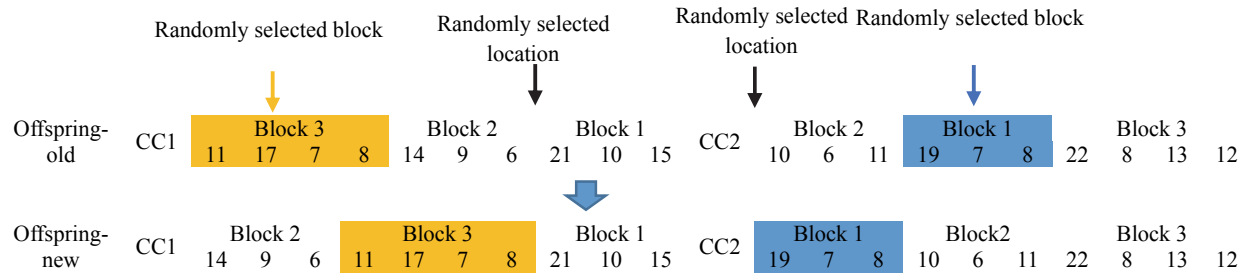 Randomly selected block
Randomly selected
location
Randomly selected
location
Randomly selected block
Offspring-
old
CC1
Block 3 Block 2 Block 1
11 17 7 8 14 9 6 21 10 15
CC2
Block 2 Block 1 Block 3
10 6 11 19 7 8 22 8 13 12
Offspring-
new
CC1
Block 2 Block 3 Block 1
14 9 6 11 17 7 8 21 10 15
CC2
Block 1 Block2 Block 3
19 7 8 10 6 11 22 8 13 12